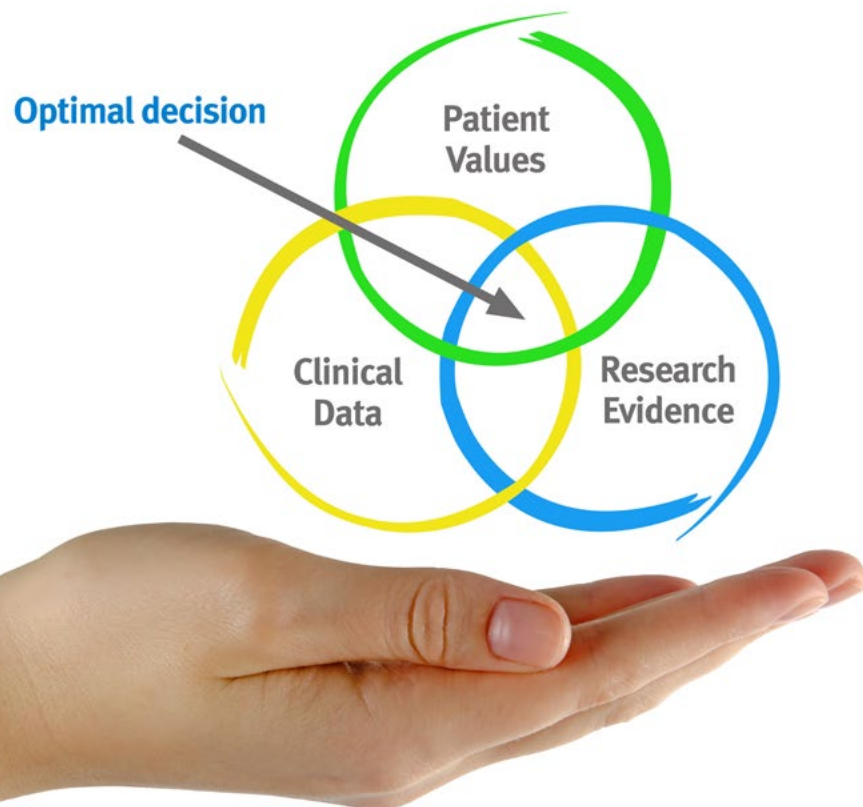 Optimal decision
Patient
Values
Clinical
Data
Research
Evidence